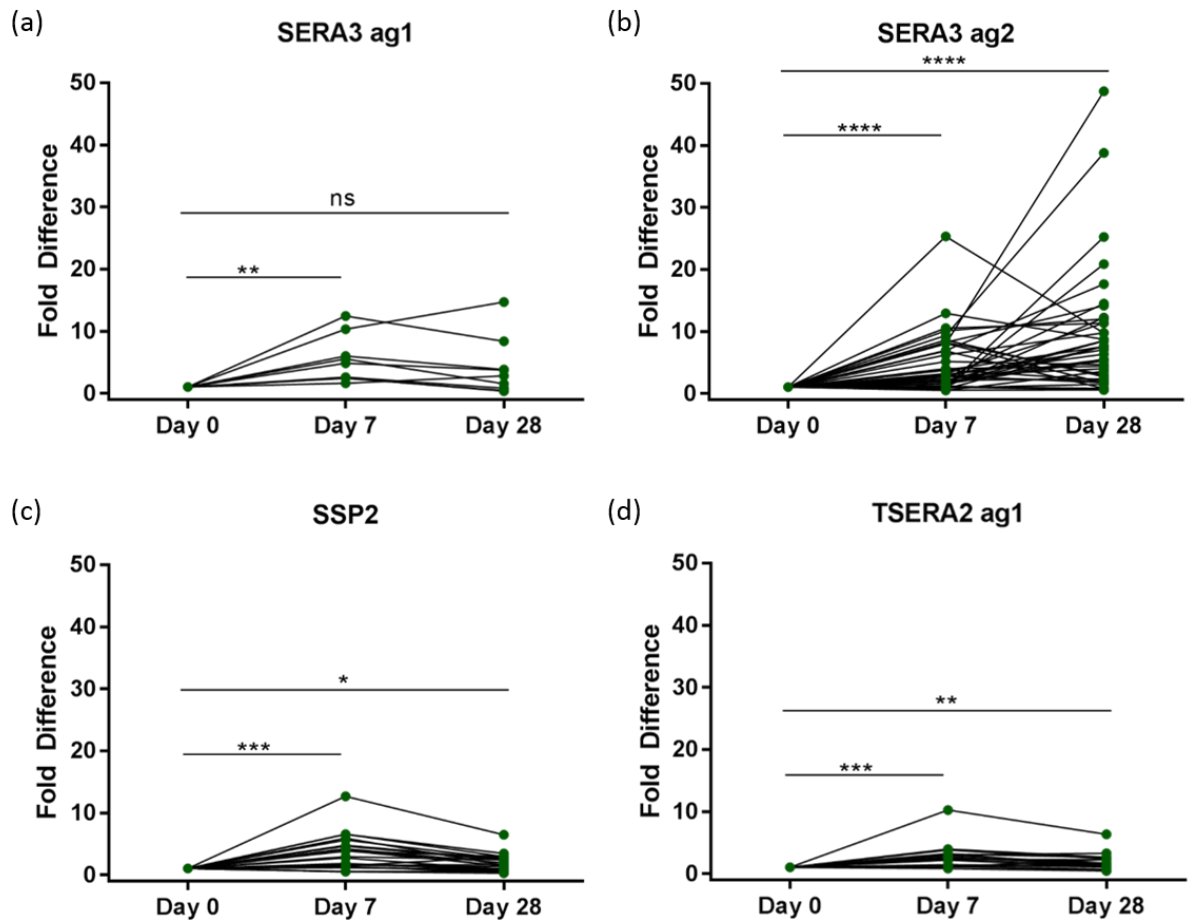 (a)
SERA3 ag1
50
40
30
20
10
0
Fold Difference
ns
**
Day 0 Day 7 Day 28
(b)
SERA3 ag2
50
40
30
20
10
0
Fold Difference
****
****
Day 0 Day 7 Day 28
(c)
SSP2
50
40
30
20
10
0
Fold Difference
*
***
Day 0 Day 7 Day 28
(d)
TSERA2 ag1
50
40
30
20
10
0
Fold Difference
**
***
Day 0 Day 7 Day 28